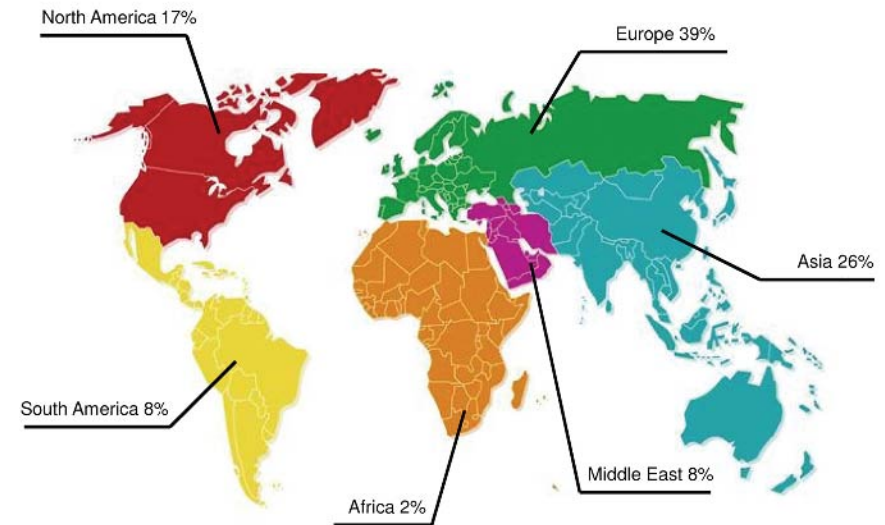 North America 17%
Europe 39%
Asia 26%
South America 8%
Middle East 8%
Africa 2%